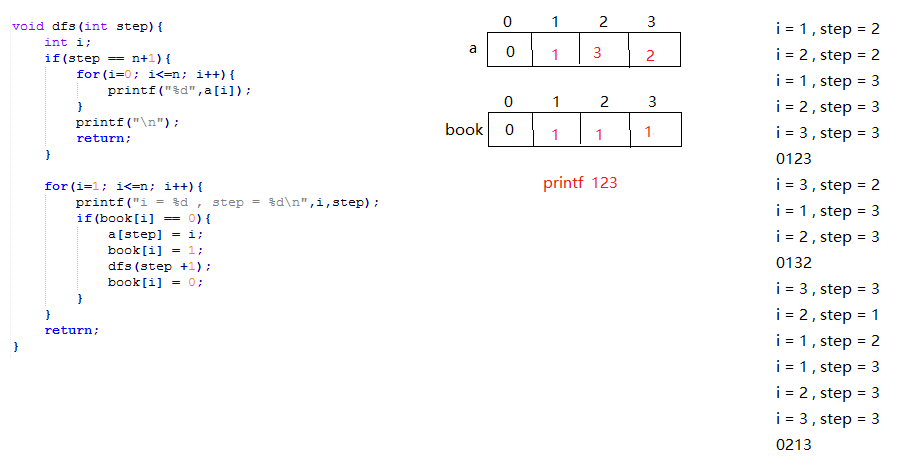 void dfs(int step){
    int i;
    if(step == n+1){
        for(i=0; i<=n; i++){
            printf("%d",a[i]);
        }
        printf("\n");
        return;
    }

    for(i=1; i<=n; i++){
        printf("i = %d , step = %d\n",i,step);
        if(book[i] == 0){
            a[step] = i;
            book[i] = 1;
            dfs(step +1);
            book[i] = 0;
        }
    }
    return;
}
0 1 2 3
a 0 1 3 2
0 1 2 3
book 0 1 1 1
printf 123
i = 1 , step = 2
i = 2 , step = 2
i = 1 , step = 3
i = 2 , step = 3
i = 3 , step = 3
0123
i = 3 , step = 2
i = 1 , step = 3
i = 2 , step = 3
0132
i = 3 , step = 3
i = 2 , step = 1
i = 1 , step = 2
i = 1 , step = 3
i = 2 , step = 3
i = 3 , step = 3
0213